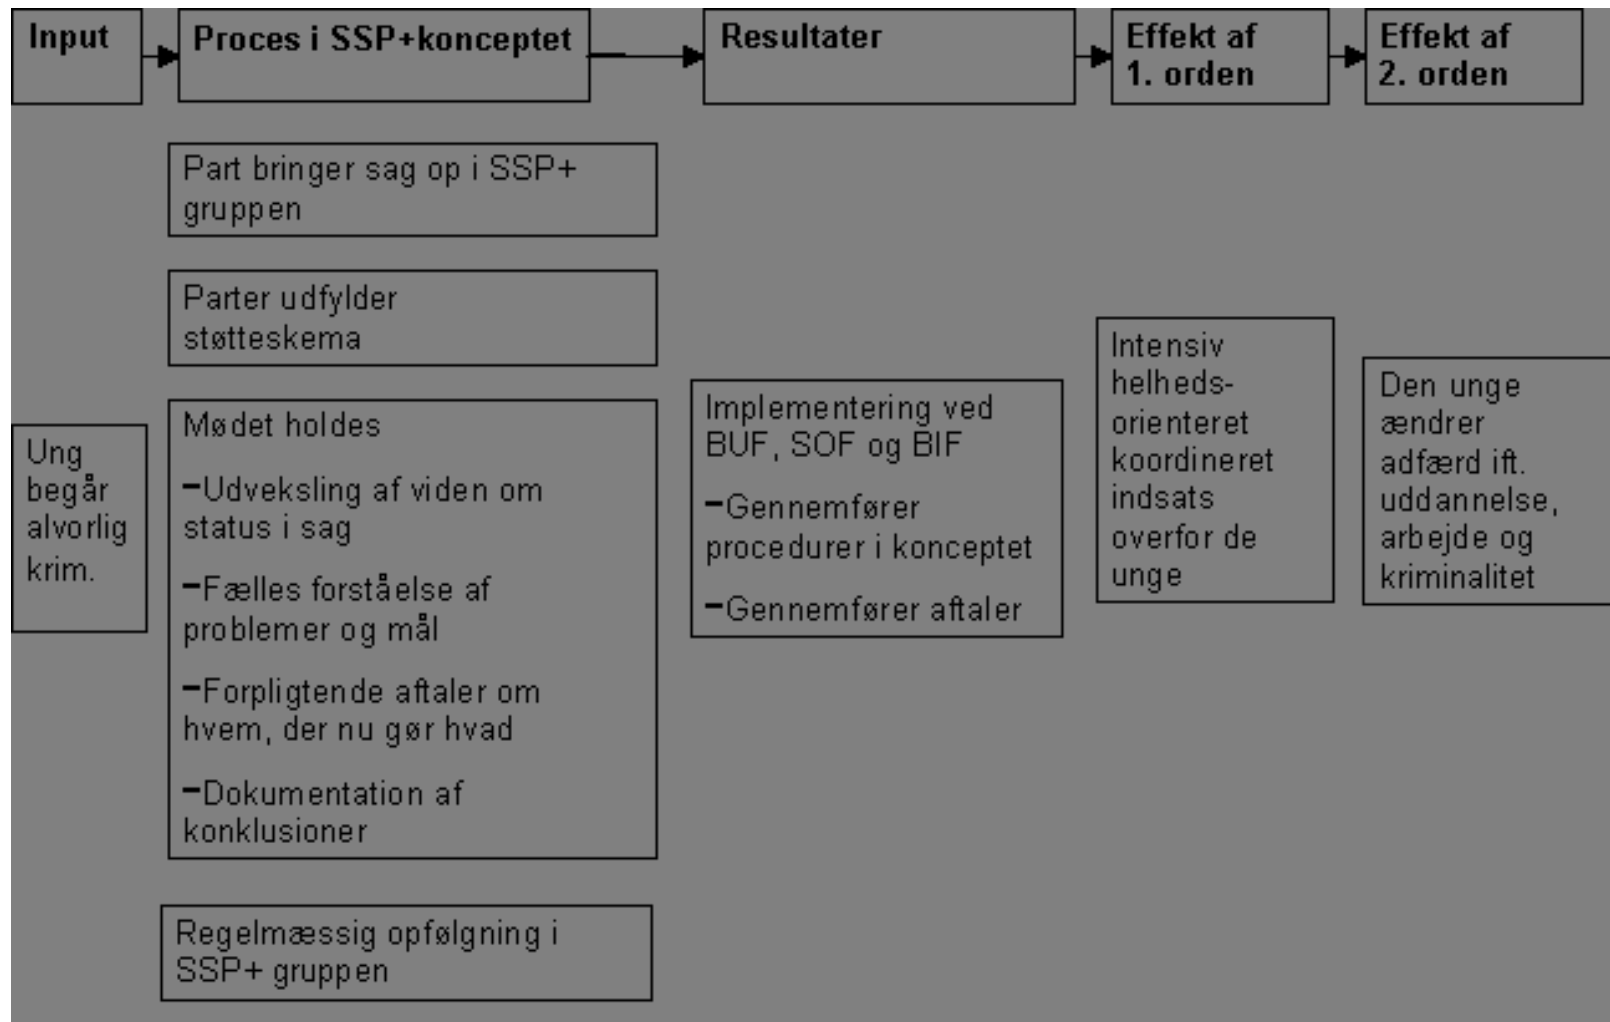 Input
Proces i SSP+konceptet
Resultater
Effekt af
1. orden
Effekt af
2. orden
Ung
begår
alvorlig
krim.
Part bringer sag op i SSP+
gruppen
Parter udfylder
støtteskema
Mødet holdes
–Udveksling af viden om
status i sag
–Fælles forståelse af
problemer og mål
–Forpligtende aftaler om
hvem, der nu gør hvad
–Dokumentation af
konklusioner
Regelmæssig opfølgning i
SSP+ gruppen
Implementering ved
BUF, SOF og BIF
–Gennemfórer
procedurer i konceptet
–Gennemfórer aftaler
Intensiv
helheds-
orienteret
koordineret
indsats
overfor de
unge
Den unge
ændrer
adfærd ift.
uddannelse,
arbejde og
kriminalitet